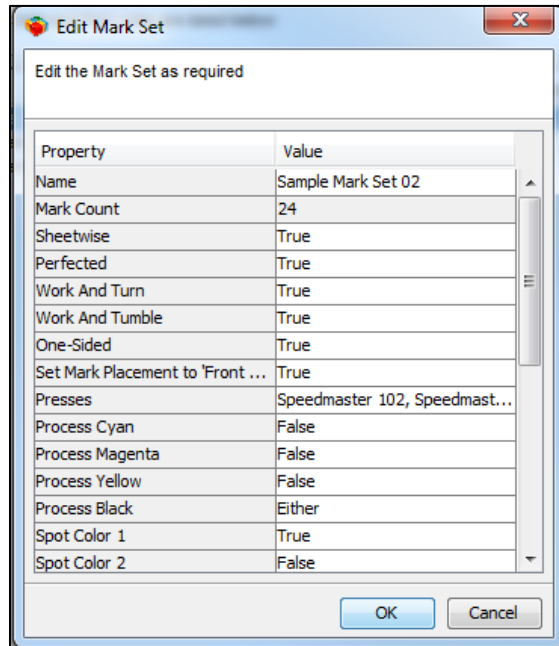 Edit Mark Set
Edit the Mark Set as required
Property Value
Name Sample Mark Set 02
Mark Count 24
Sheetwise True
Perfected True
Work And Turn True
Work And Tumble True
One-Sided True
Set Mark Placement to 'Front ... True
Presses Speedmaster 102, Speedmast...
Process Cyan False
Process Magenta False
Process Yellow False
Process Black Either
Spot Color 1 True
Spot Color 2 False
OK Cancel